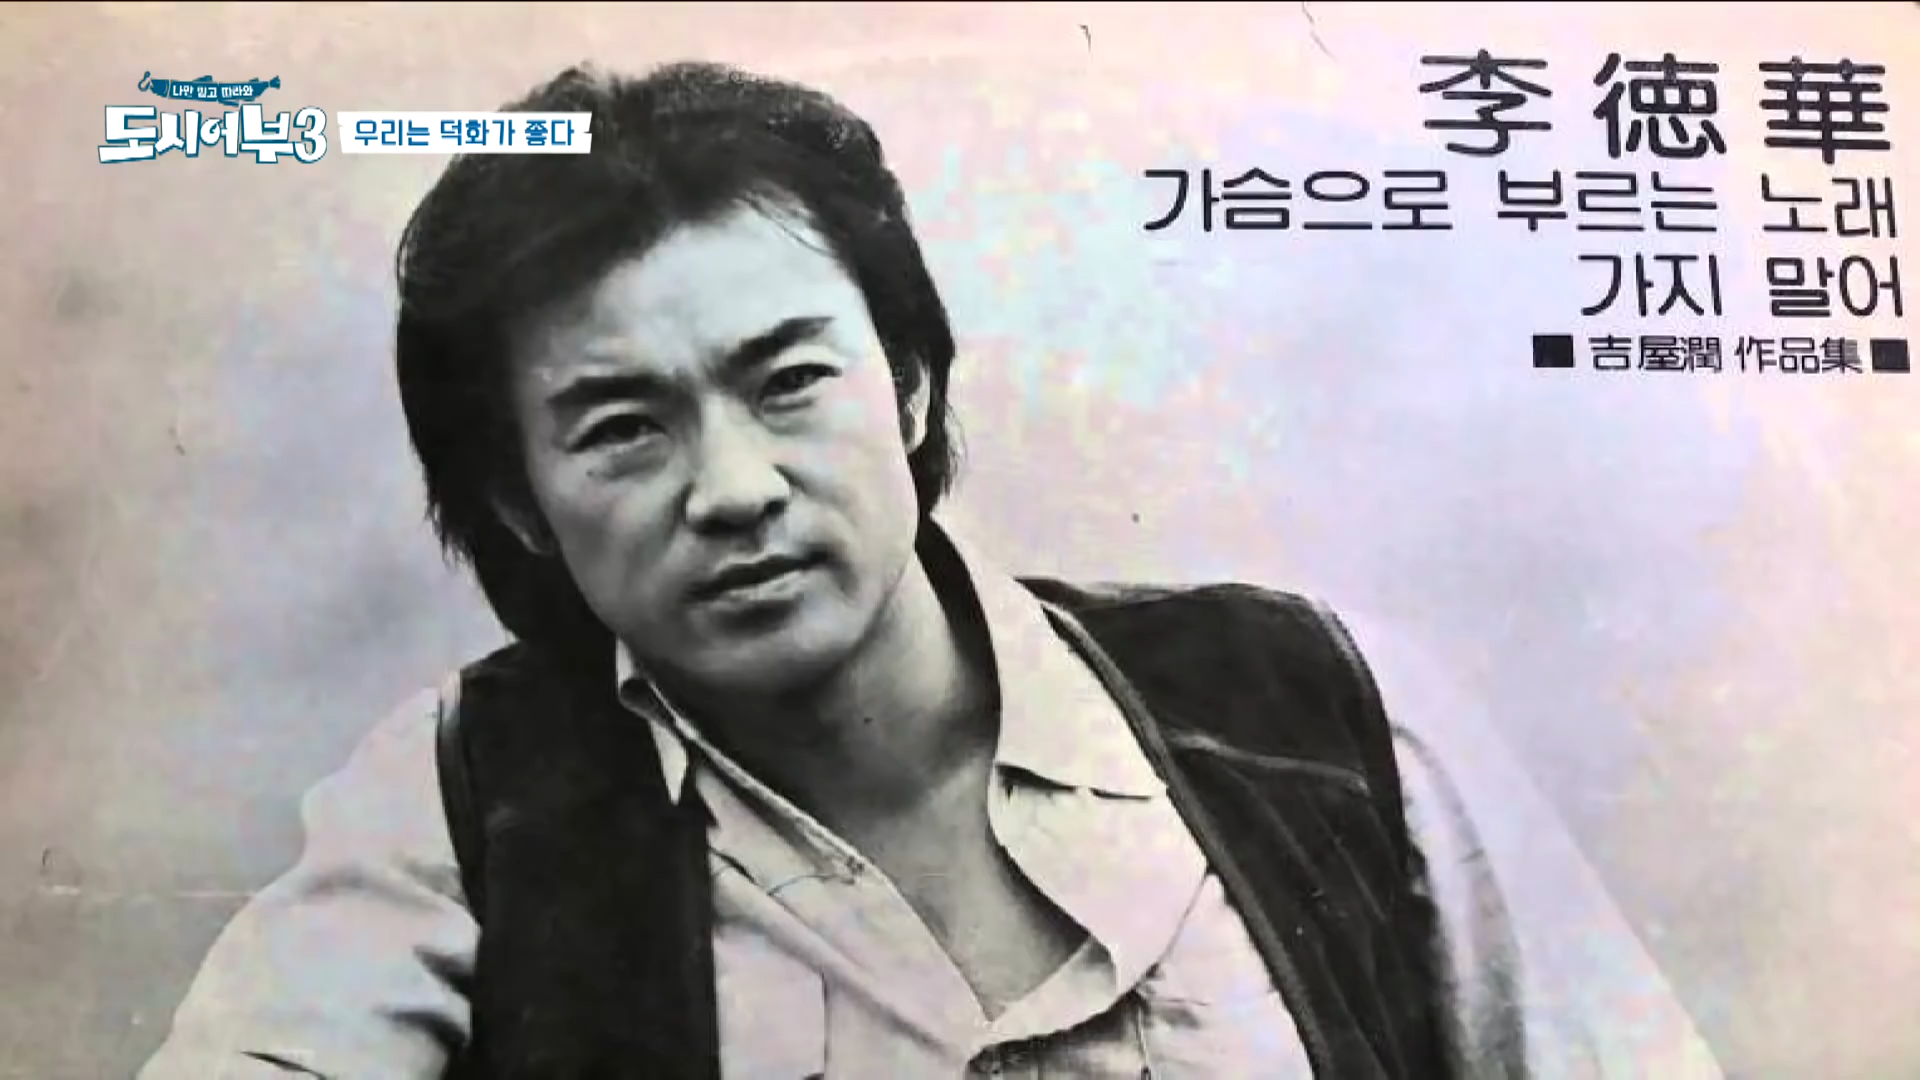 나만 믿고 따라와
도시어부3
우리는 덕화가 좋다
李德華
가슴으로 부르는 노래
가지 말어
■ 吉屋潤 作品集 ■